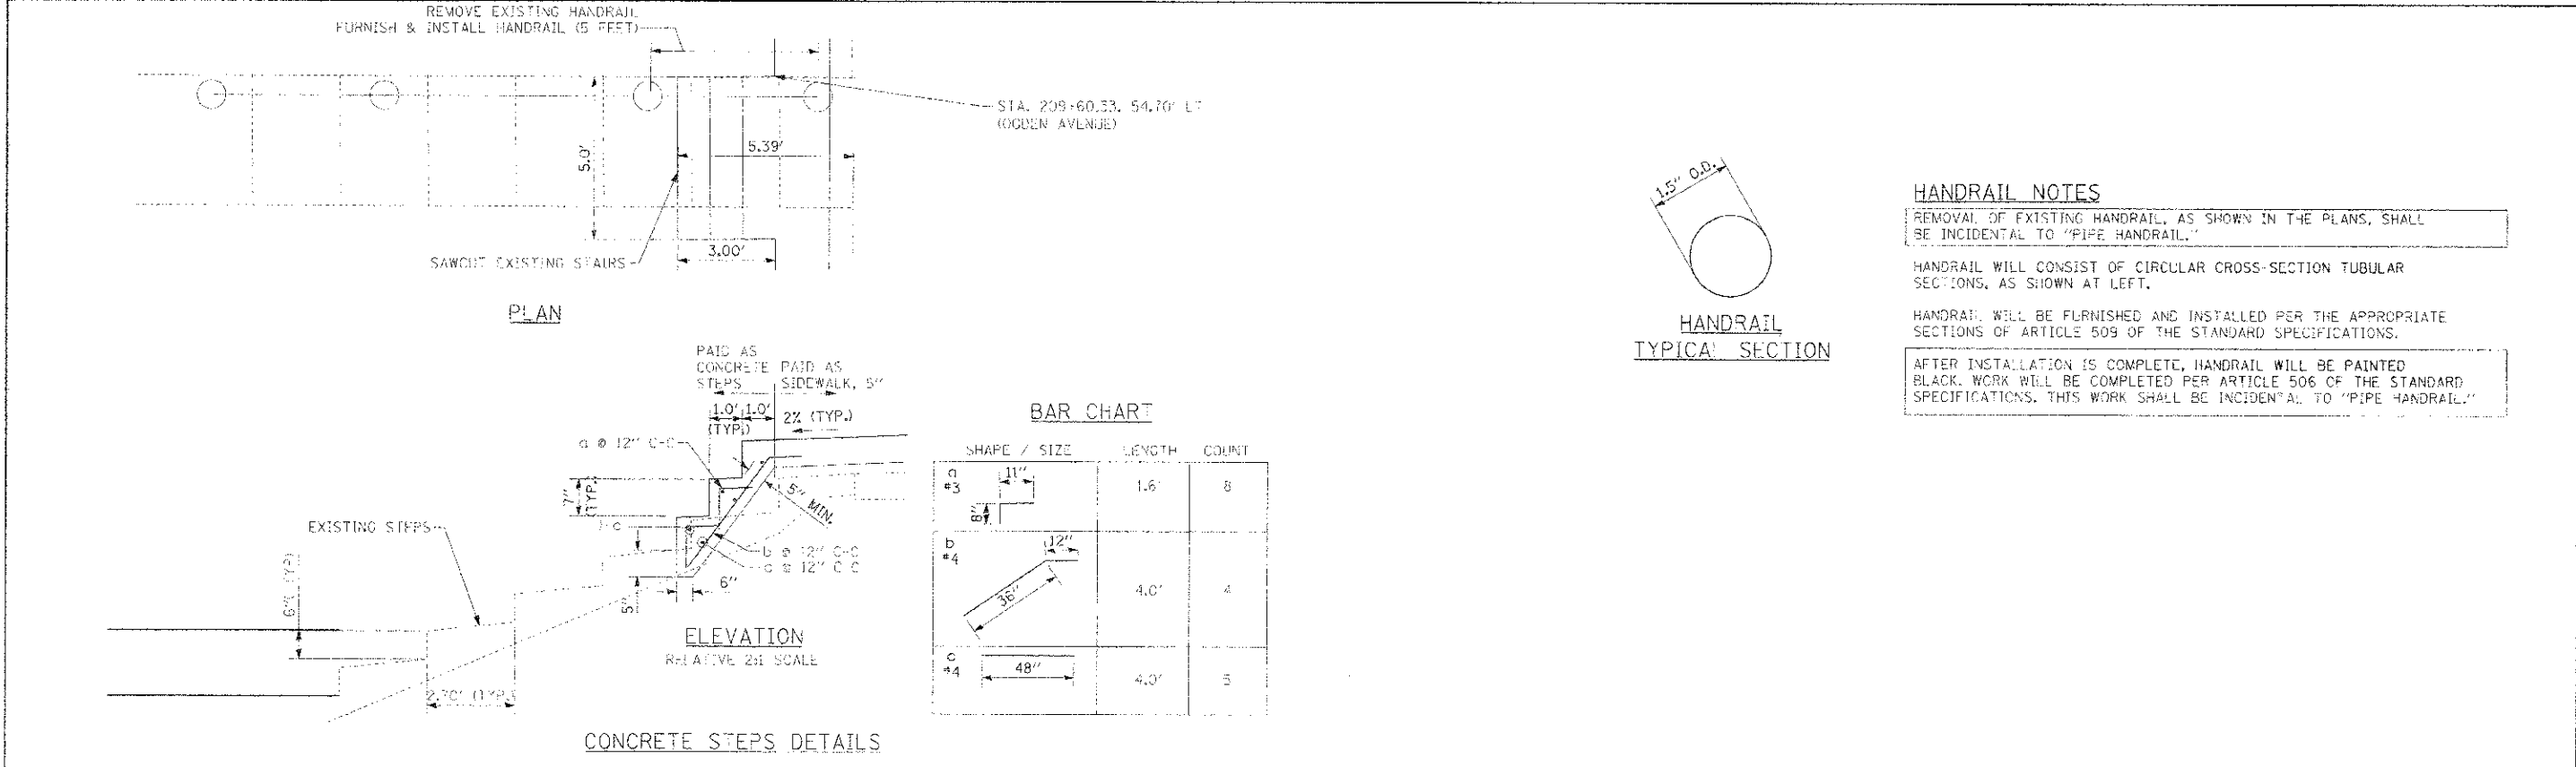 REMOVE EXISTING HANDRAIL
FURNISH & INSTALL HANDRAIL (5 FEET)
STA. 209+60.33, 54.70' LT
(OGDEN AVENUE)
5.0'
5.39'
3.00'
SAWCUT EXISTING STAIRS
PLAN
1.5" O.D.
HANDRAIL
TYPICAL SECTION
HANDRAIL NOTES
REMOVAL OF EXISTING HANDRAIL, AS SHOWN IN THE PLANS, SHALL
BE INCIDENTAL TO "PIPE HANDRAIL."
HANDRAIL WILL CONSIST OF CIRCULAR CROSS-SECTION TUBULAR
SECTIONS, AS SHOWN AT LEFT.
HANDRAIL WILL BE FURNISHED AND INSTALLED PER THE APPROPRIATE
SECTIONS OF ARTICLE 509 OF THE STANDARD SPECIFICATIONS.
AFTER INSTALLATION IS COMPLETE, HANDRAIL WILL BE PAINTED
BLACK. WORK WILL BE COMPLETED PER ARTICLE 506 OF THE STANDARD
SPECIFICATIONS. THIS WORK SHALL BE INCIDENTAL TO "PIPE HANDRAIL."
PAID AS
CONCRETE
STEPS
PAID AS
SIDEWALK, 5"
1.0'
(TYP.)
1.0'
2% (TYP.)
a @ 12" C-C
7"
(TYP.)
5" MIN.
b @ 12" C-C
c @ 12" C-C
6"
5"
EXISTING STEPS
6" (TYP.)
2.70' (TYP.)
ELEVATION
RELATIVE 2:1 SCALE
BAR CHART
SHAPE / SIZE LENGTH COUNT
a
#3
11"
8"
1.6' 8
b
#4
12"
36"
4.0' 4
c
#4
48"
4.0' 5
CONCRETE STEPS DETAILS